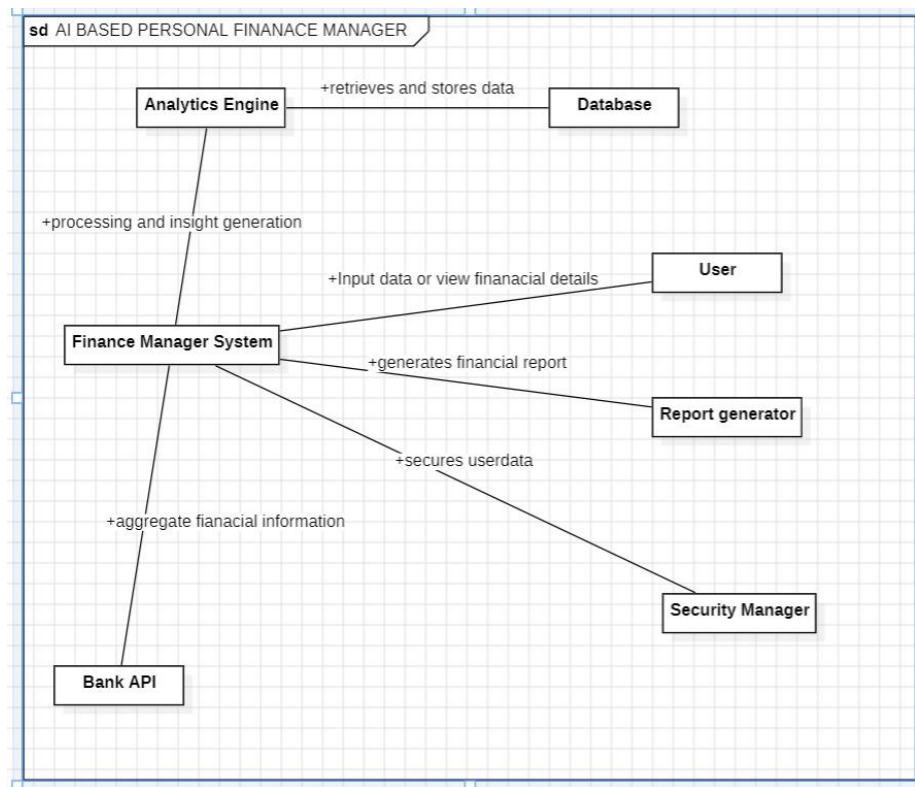 sd AI BASED PERSONAL FINANACE MANAGER
+retrieves and stores data
Analytics Engine
Database
+processing and insight generation
User
+Input data or view finanacial details
Finance Manager System
+generates financial report
Report generator
+secures userdata
+aggregate fianacial information
Security Manager
Bank API